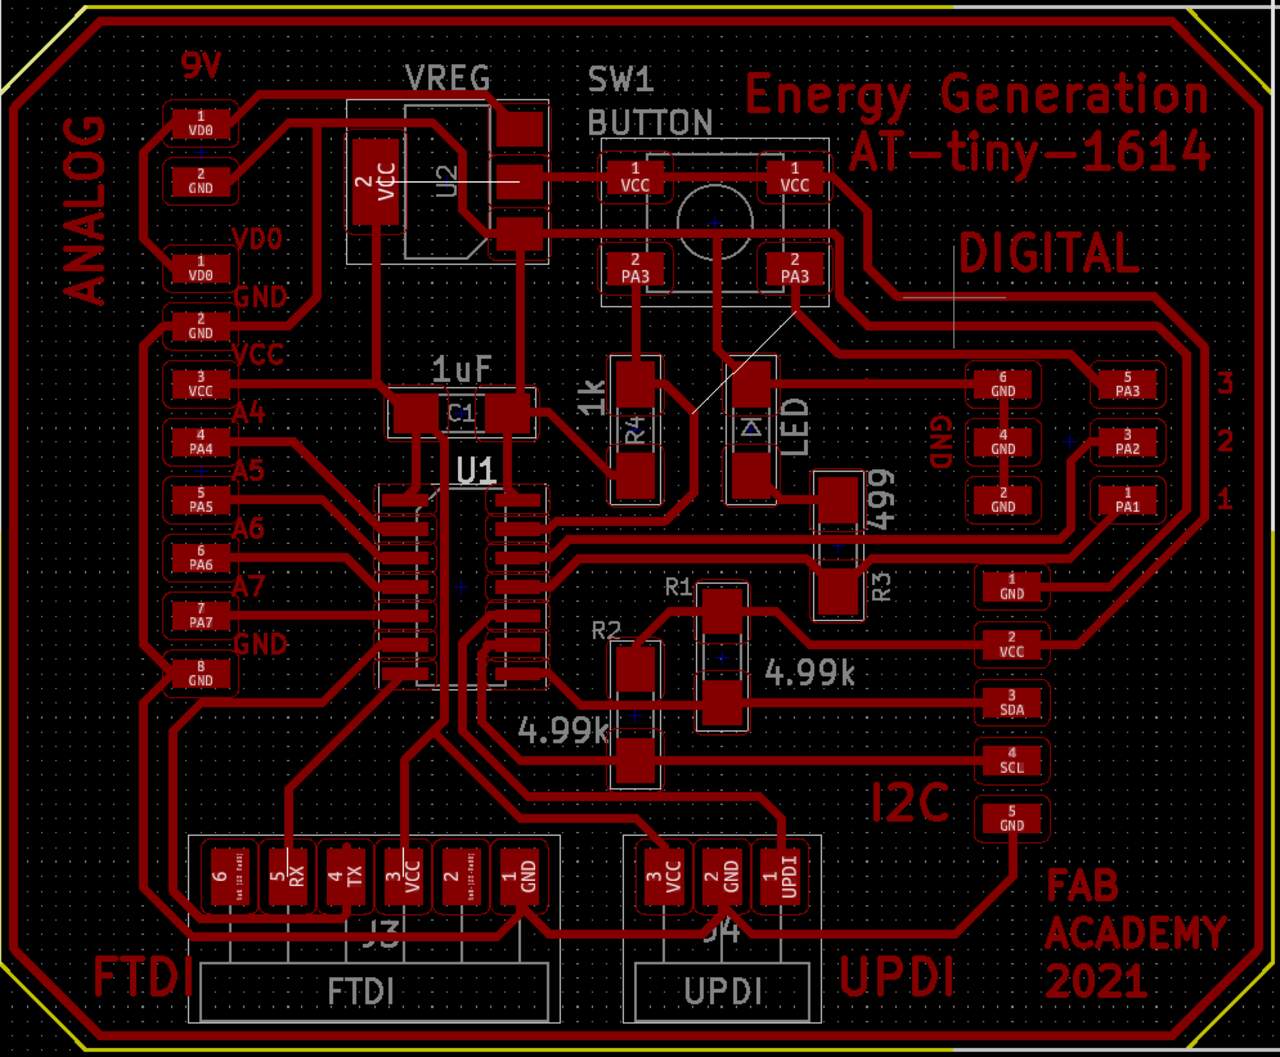 9V
VREG
SW1
BUTTON
Energy Generation
AT-tiny-1614
ANALOG
1
VD0
2
GND
2
VCC
U2
1
VCC
1
VCC
2
PA3
2
PA3
DIGITAL
VD0
1
VD0
GND
2
GND
VCC
3
VCC
1uF
C1
1k
R4
LED
6
GND
5
PA3
3
A4
4
PA4
GND
4
GND
3
PA2
2
A5
5
PA5
U1
499
R3
2
GND
1
PA1
1
A6
6
PA6
A7
7
PA7
R1
1
GND
R2
GND
8
GND
4.99k
2
VCC
4.99k
3
SDA
4
SCL
I2C
5
GND
6
5
RX
4
TX
3
VCC
2
1
GND
3
VCC
2
GND
1
UPDI
J3
J4
FTDI
FTDI
UPDI
UPDI
FAB
ACADEMY
2021